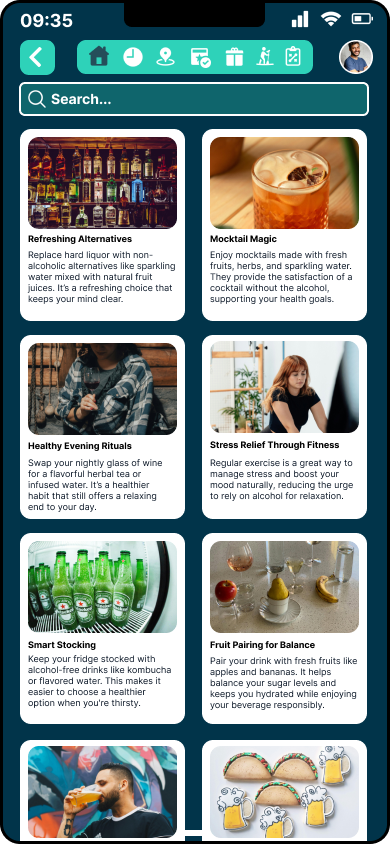 09:35
Search...
Refreshing Alternatives
Replace hard liquor with non-
alcoholic alternatives like sparkling
water mixed with natural fruit
juices. It's a refreshing choice that
keeps your mind clear.
Mocktail Magic
Enjoy mocktails made with fresh
fruits, herbs, and sparkling water.
They provide the satisfaction of a
cocktail without the alcohol,
supporting your health goals.
Healthy Evening Rituals
Swap your nightly glass of wine
for a flavorful herbal tea or
infused water. It's a healthier
habit that still offers a relaxing
end to your day.
Stress Relief Through Fitness
Regular exercise is a great way to
manage stress and boost your
mood naturally, reducing the urge
to rely on alcohol for relaxation.
Smart Stocking
Keep your fridge stocked with
alcohol-free drinks like kombucha
or flavored water. This makes it
easier to choose a healthier
option when you're thirsty.
Fruit Pairing for Balance
Pair your drink with fresh fruits like
apples and bananas. It helps
balance your sugar levels and
keeps you hydrated while enjoying
your beverage responsibly.